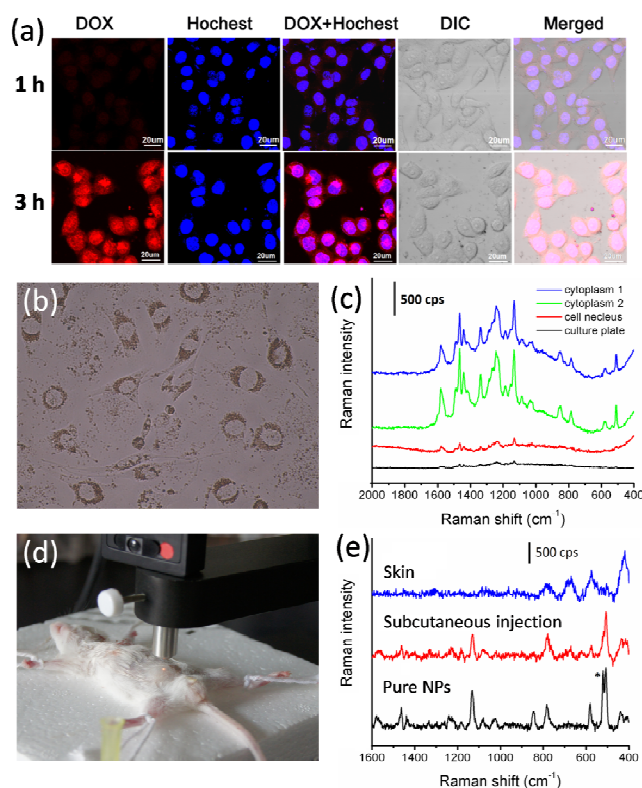 (a)
DOX Hochest DOX+Hochest DIC Merged
1 h
20um 20um 20um 20um 20um
3 h
20um 20um 20um 20um 20um
(b)
(c)
500 cps
cyloplasm 1
cytoplasm 2
cell necleus
culture plate
Raman intensity
2000 1800 1600 1400 1200 1000 800 600 400
Raman shift (cm-1)
(d)
(e)
500 cps
Skin
Subcutaneous injection
Pure NPs
*
Raman intensity
1600 1400 1200 1000 800 600 400
Raman shift (cm-1)